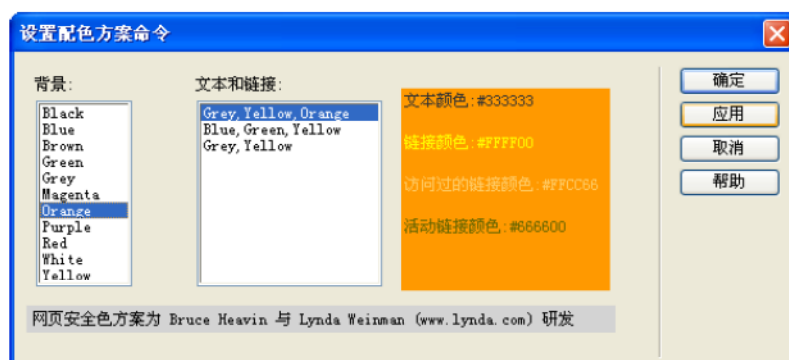 设置配色方案命令
背景:
Black
Blue
Brown
Green
Grey
Magenta
Orange
Purple
Red
White
Yellow
文本和链接:
Grey, Yellow, Orange
Blue, Green, Yellow
Grey, Yellow
文本颜色:#333333
链接颜色:#FFFF00
访问过的链接颜色:#FFCC66
活动链接颜色:#666600
确定
应用
取消
帮助
网页安全色方案为 Bruce Heavin 与 Lynda Weinman (www.lynda.com) 研发